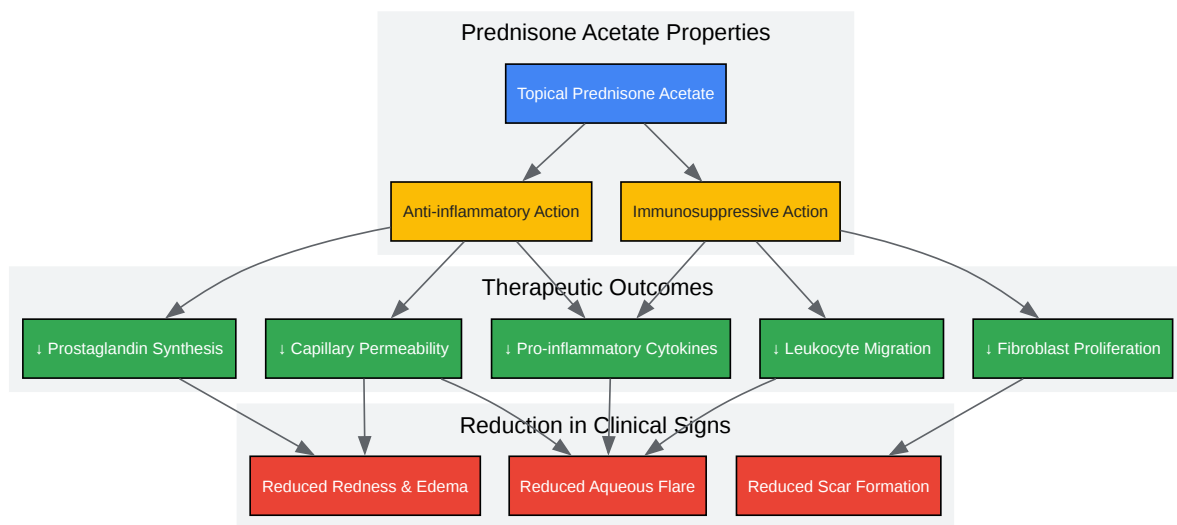 Prednisone Acetate Properties
Topical Prednisone Acetate
Anti-inflammatory Action
Immunosuppressive Action
Therapeutic Outcomes
↓ Prostaglandin Synthesis
↓ Capillary Permeability
↓ Pro-inflammatory Cytokines
↓ Leukocyte Migration
↓ Fibroblast Proliferation
Reduction in Clinical Signs
Reduced Redness & Edema
Reduced Aqueous Flare
Reduced Scar Formation